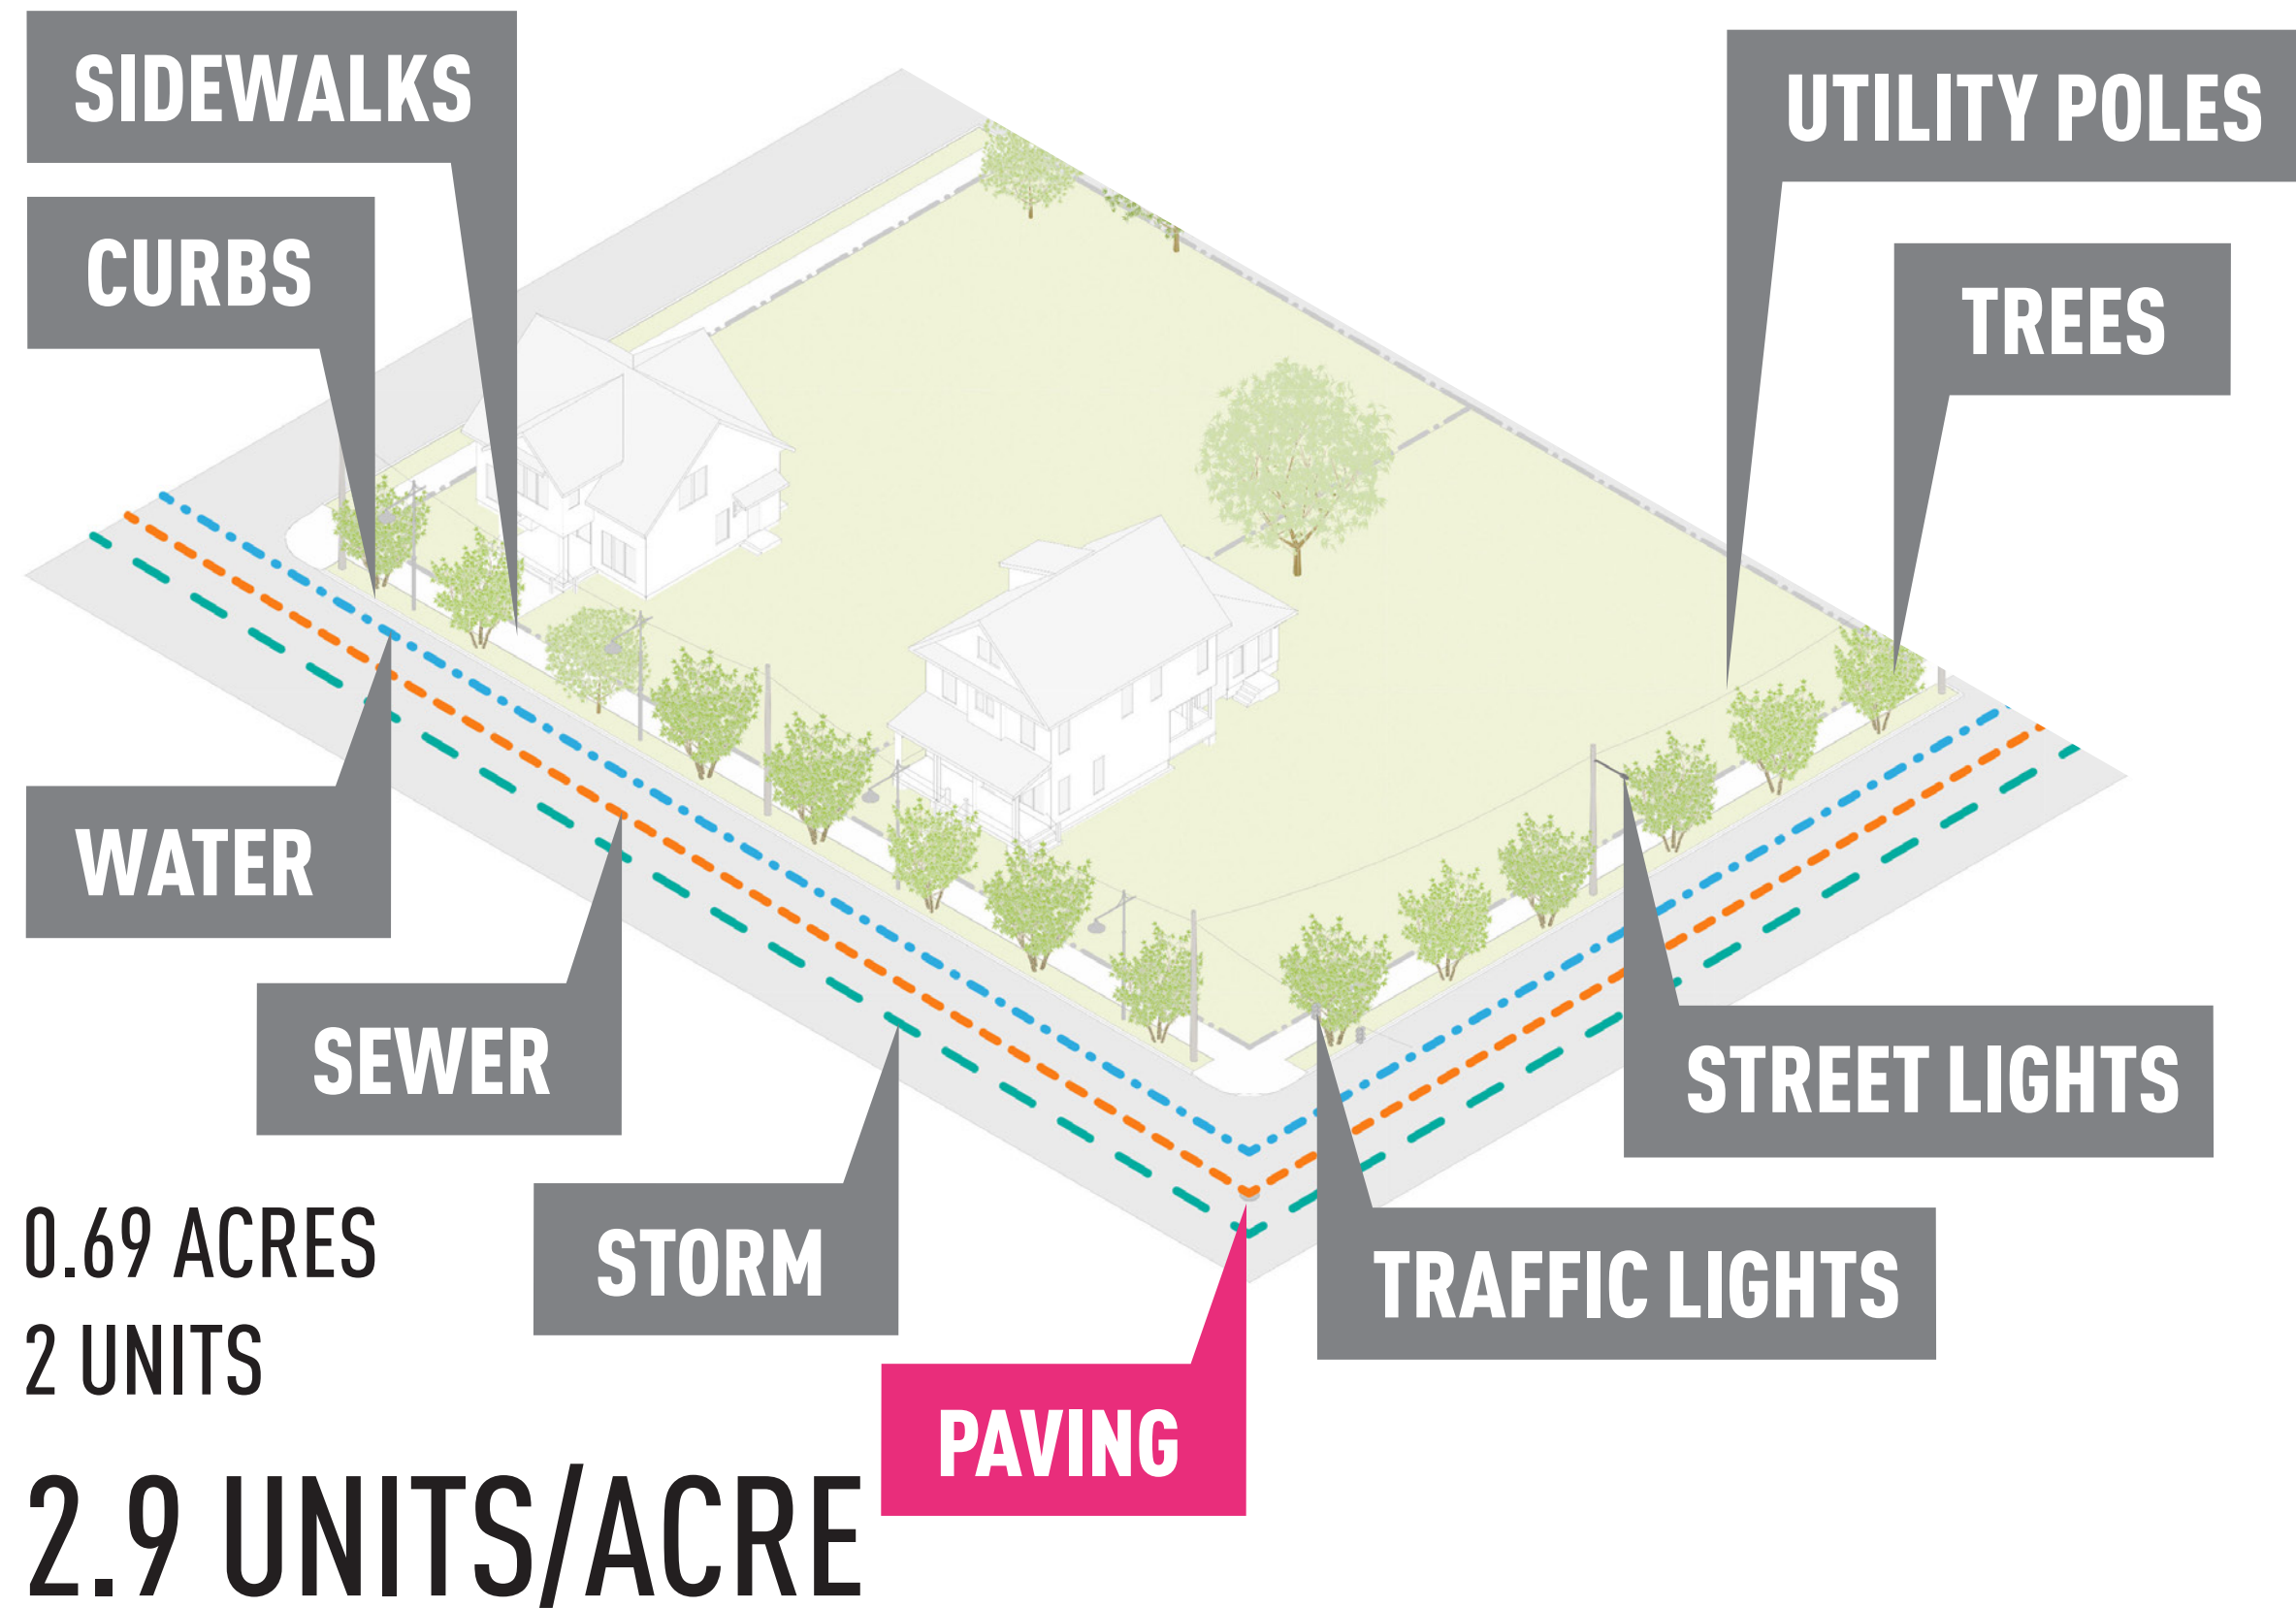 SIDEWALKS
UTILITY POLES
CURBS
TREES
WATER
SEWER
STREET LIGHTS
STORM
TRAFFIC LIGHTS
PAVING
0.69 ACRES
2 UNITS
2.9 UNITS/ACRE